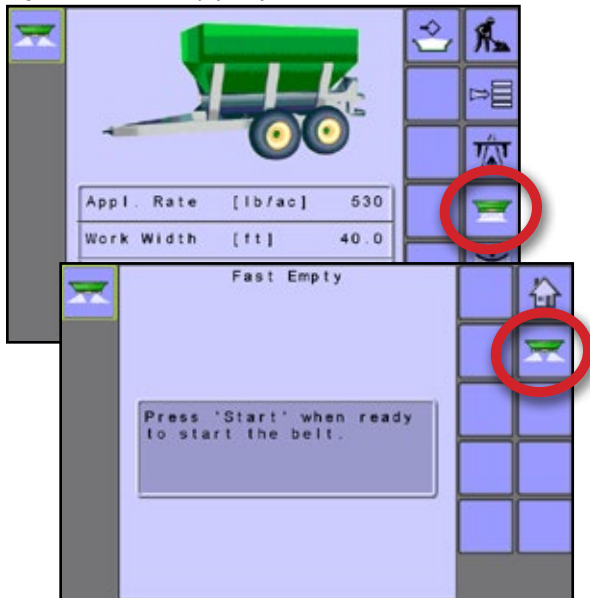 Appl. Rate [lb/ac] 530
Work Width [ft] 40.0
Fast Empty
Press 'Start' when ready
to start the belt.